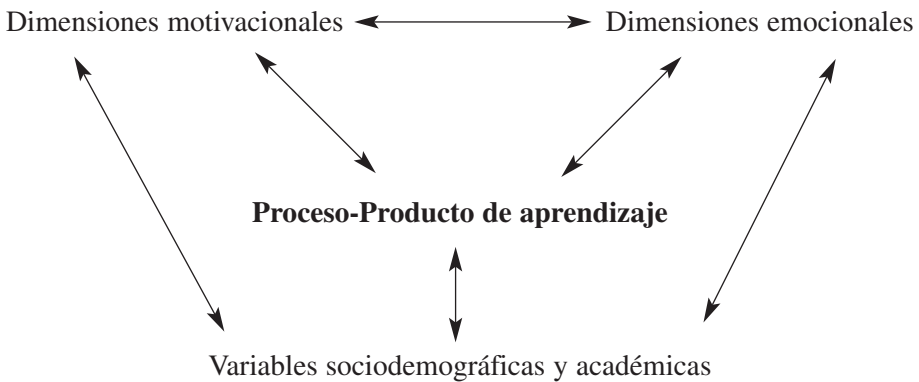 Dimensiones motivacionales
Dimensiones emocionales
Proceso-Producto de aprendizaje
Variables sociodemográficas y académicas